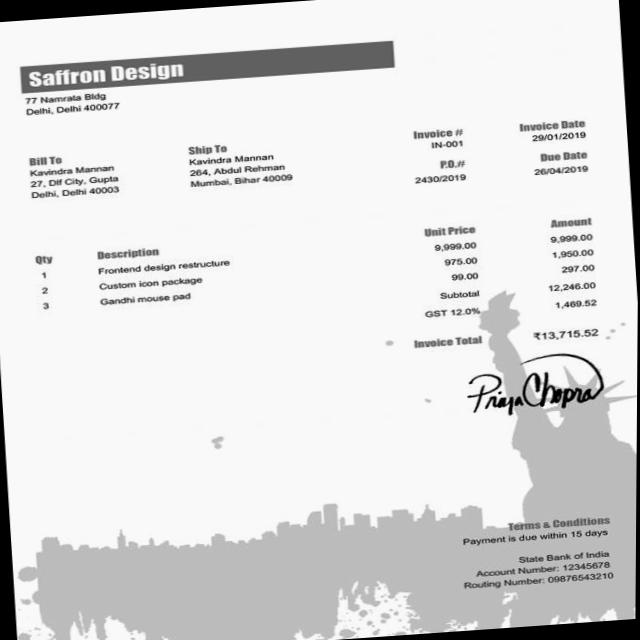 Saffron Design
77 Namrata Bldg
Delhi, Delhi 400077
Bill To
Kavindra Mannan
27, Dlf City, Gupta
Delhi, Delhi 40003
Ship To
Kavindra Mannan
264, Abdul Rehman
Mumbai, Bihar 40009
Invoice #
IN-001
P.O.#
2430/2019
Invoice Date
29/01/2019
Due Date
26/04/2019
Qty Description Unit Price Amount
1 Frontend design restructure 9,999.00 9,999.00
2 Custom icon package 975.00 1,950.00
3 Gandhi mouse pad 99.00 297.00
Subtotal 12,246.00
GST 12.0% 1,469.52
Invoice Total ₹13,715.52
Priya Chopra
Terms & Conditions
Payment is due within 15 days
State Bank of India
Account Number: 12345678
Routing Number: 09876543210